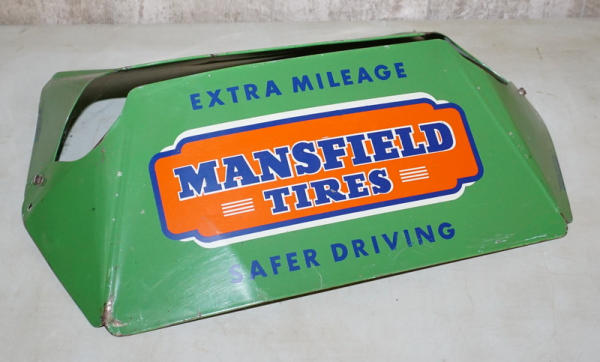 EXTRA MILEAGE
MANSFIELD
TIRES
SAFER DRIVING